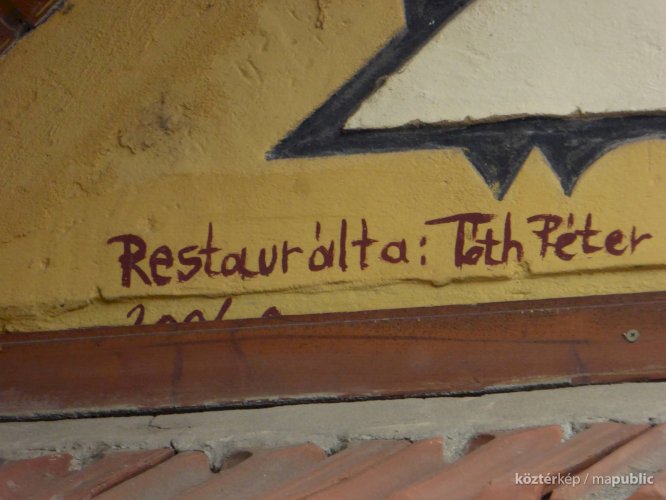 Restaurálta: Tóth Péter
köztérkép / mapublic